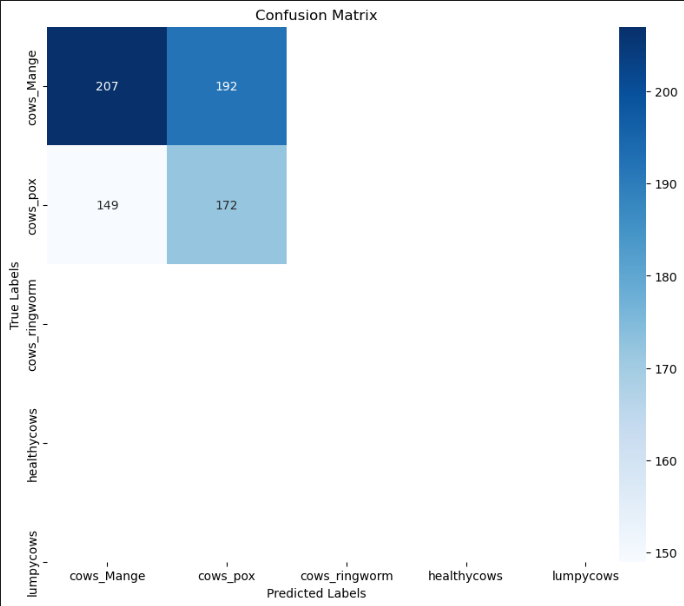 Confusion Matrix
cows_Mange
207
192
200
190
cows_pox
149
172
180
True Labels
cows_ringworm
170
healthycows
160
lumpycows
150
cows_Mange cows_pox cows_ringworm healthycows lumpycows
Predicted Labels